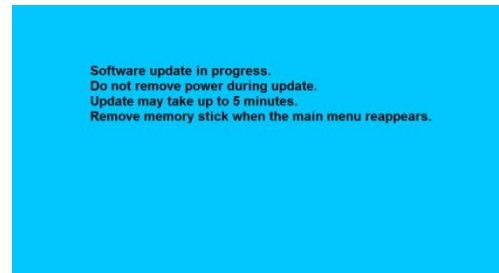 Software update in progress.
Do not remove power during update.
Update may take up to 5 minutes.
Remove memory stick when the main menu reappears.